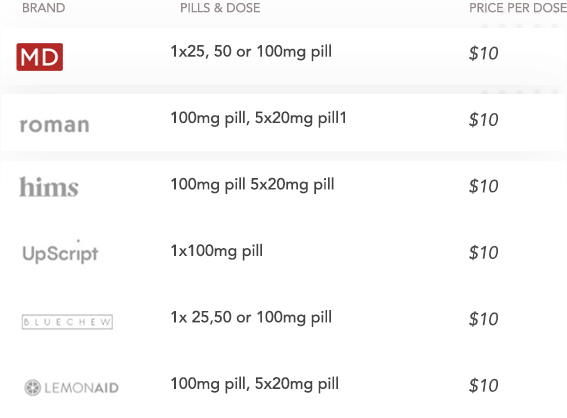 BRAND PILLS & DOSE PRICE PER DOSE
MD 1x25, 50 or 100mg pill $10
roman 100mg pill, 5x20mg pill1 $10
hims 100mg pill 5x20mg pill $10
UpScript 1x100mg pill $10
BLUECHEW 1x 25,50 or 100mg pill $10
LEMONAID 100mg pill, 5x20mg pill $10